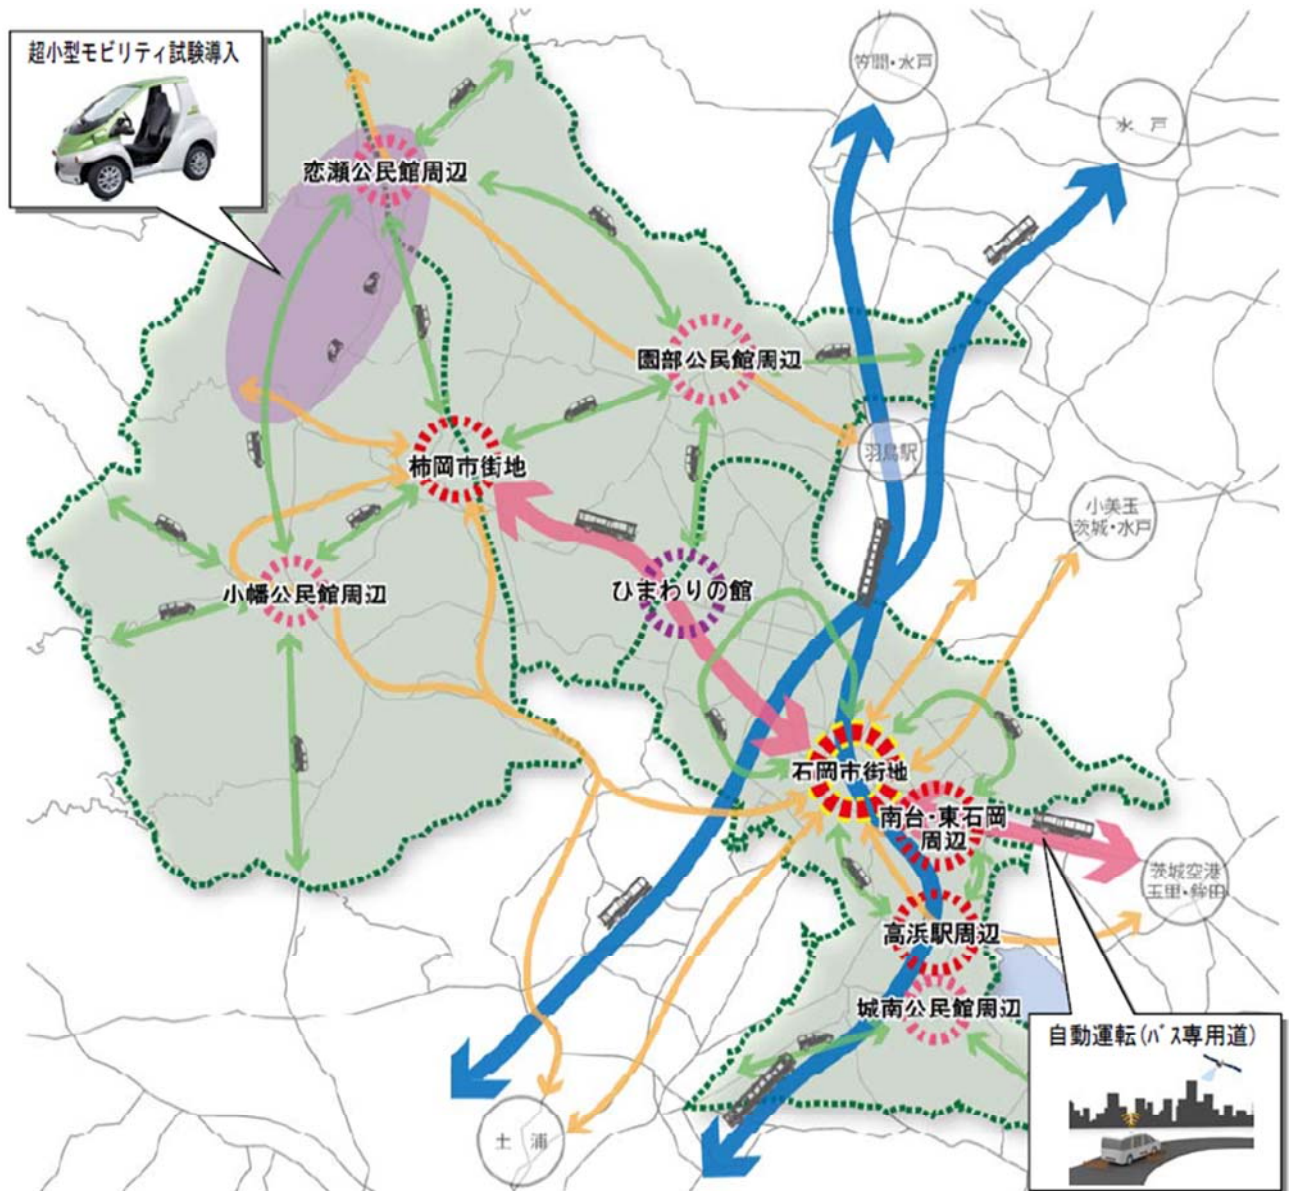 超小型モビリティ試験導入
笠間・水戸
水 戸
恋瀬公民館周辺
園部公民館周辺
羽鳥駅
柿岡市街地
小美玉
茨城・水戸
ひまわりの館
小幡公民館周辺
石岡市街地
南台・東石岡
周辺
茨城空港
玉里・鉾田
高浜駅周辺
城南公民館周辺
自動運転(バス専用道)
土 浦